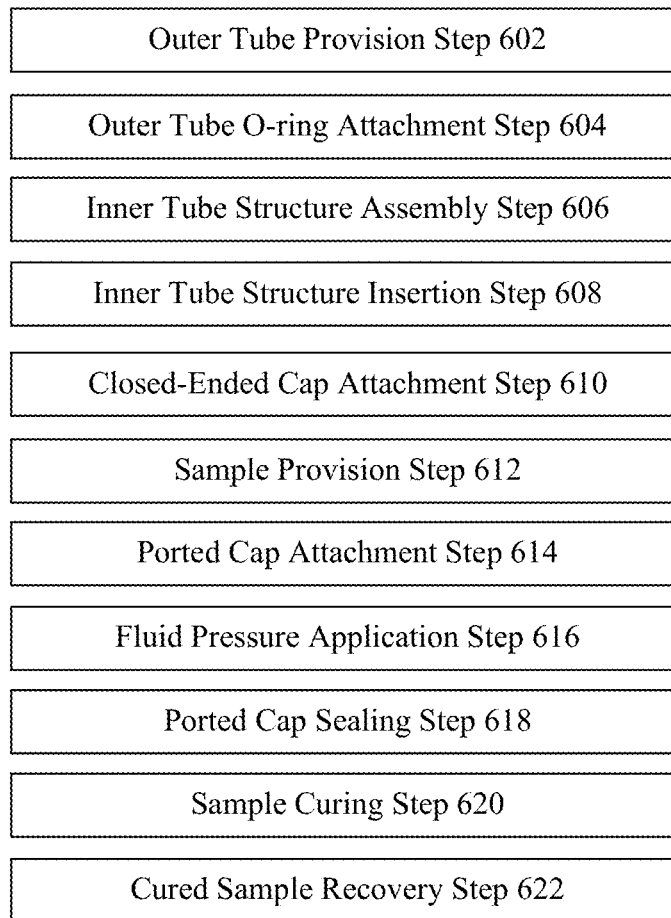 Outer Tube Provision Step 602
Outer Tube O-ring Attachment Step 604
Inner Tube Structure Assembly Step 606
Inner Tube Structure Insertion Step 608
Closed-Ended Cap Attachment Step 610
Sample Provision Step 612
Ported Cap Attachment Step 614
Fluid Pressure Application Step 616
Ported Cap Sealing Step 618
Sample Curing Step 620
Cured Sample Recovery Step 622